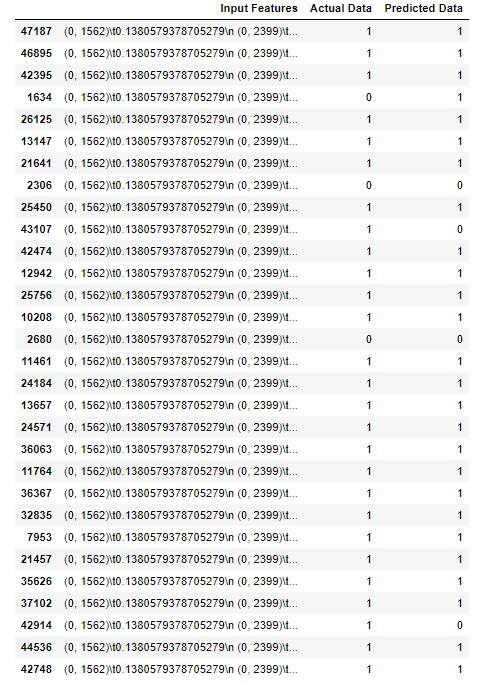 Input Features Actual Data Predicted Data
47187 (0, 1562)\t0.1380579378705279\n (0, 2399)\t... 1 1
46895 (0, 1562)\t0.1380579378705279\n (0, 2399)\t... 1 1
42395 (0, 1562)\t0.1380579378705279\n (0, 2399)\t... 1 1
1634 (0, 1562)\t0.1380579378705279\n (0, 2399)\t... 0 1
26125 (0, 1562)\t0.1380579378705279\n (0, 2399)\t... 1 1
13147 (0, 1562)\t0.1380579378705279\n (0, 2399)\t... 1 1
21641 (0, 1562)\t0.1380579378705279\n (0, 2399)\t... 1 1
2306 (0, 1562)\t0.1380579378705279\n (0, 2399)\t... 0 0
25450 (0, 1562)\t0.1380579378705279\n (0, 2399)\t... 1 1
43107 (0, 1562)\t0.1380579378705279\n (0, 2399)\t... 1 0
42474 (0, 1562)\t0.1380579378705279\n (0, 2399)\t... 1 1
12942 (0, 1562)\t0.1380579378705279\n (0, 2399)\t... 1 1
25756 (0, 1562)\t0.1380579378705279\n (0, 2399)\t... 1 1
10208 (0, 1562)\t0.1380579378705279\n (0, 2399)\t... 1 1
2680 (0, 1562)\t0.1380579378705279\n (0, 2399)\t... 0 0
11461 (0, 1562)\t0.1380579378705279\n (0, 2399)\t... 1 1
24184 (0, 1562)\t0.1380579378705279\n (0, 2399)\t... 1 1
13657 (0, 1562)\t0.1380579378705279\n (0, 2399)\t... 1 1
24571 (0, 1562)\t0.1380579378705279\n (0, 2399)\t... 1 1
36063 (0, 1562)\t0.1380579378705279\n (0, 2399)\t... 1 1
11764 (0, 1562)\t0.1380579378705279\n (0, 2399)\t... 1 1
36367 (0, 1562)\t0.1380579378705279\n (0, 2399)\t... 1 1
32835 (0, 1562)\t0.1380579378705279\n (0, 2399)\t... 1 1
7953 (0, 1562)\t0.1380579378705279\n (0, 2399)\t... 1 1
21457 (0, 1562)\t0.1380579378705279\n (0, 2399)\t... 1 1
35626 (0, 1562)\t0.1380579378705279\n (0, 2399)\t... 1 1
37102 (0, 1562)\t0.1380579378705279\n (0, 2399)\t... 1 1
42914 (0, 1562)\t0.1380579378705279\n (0, 2399)\t... 1 0
44536 (0, 1562)\t0.1380579378705279\n (0, 2399)\t... 1 1
42748 (0, 1562)\t0.1380579378705279\n (0, 2399)\t... 1 1